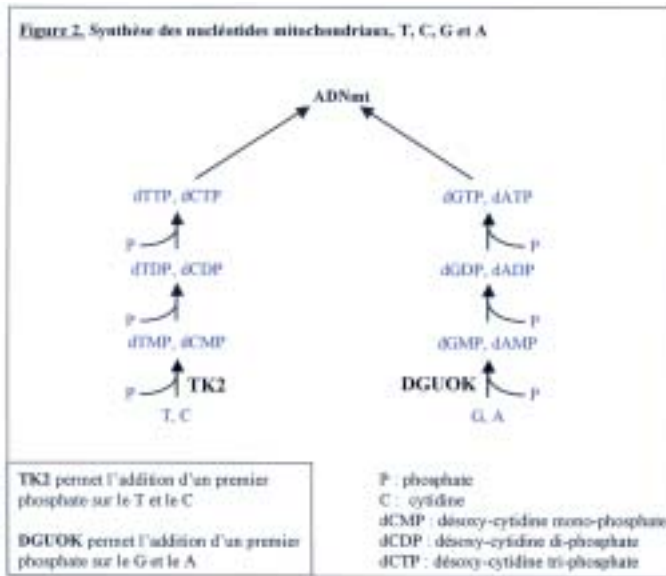 Figure 2. Synthèse des nucléotides mitochondriaux, T, C, G et A
ADNmt
dTTP, dCTP
dGTP, dATP
P
P
dTDP, dCDP
dGDP, dADP
P
P
dTMP, dCMP
dGMP, dAMP
P
TK2
DGUOK
P
T, C
G, A
TK2 permet l'addition d'un premier
phosphate sur le T et le C
DGUOK permet l'addition d'un premier
phosphate sur le G et le A
P : phosphate
C : cytidine
dCMP : désoxy-cytidine mono-phosphate
dCDP : désoxy-cytidine di-phosphate
dCTP : désoxy-cytidine tri-phosphate